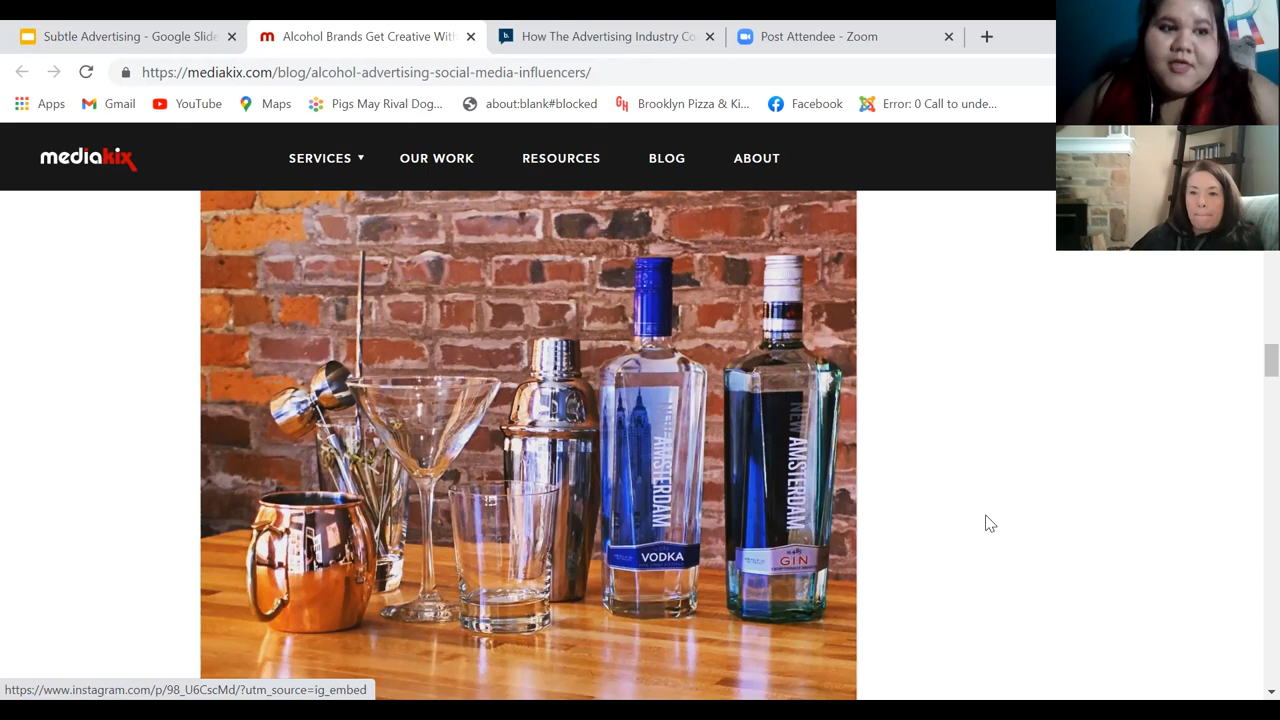 Subtle Advertising - Google Slide
Alcohol Brands Get Creative With
How The Advertising Industry Co
Post Attendee - Zoom
https://mediakix.com/blog/alcohol-advertising-social-media-influencers/
Apps
Gmail
YouTube
Maps
Pigs May Rival Dog...
about:blank#blocked
Brooklyn Pizza & Ki...
Facebook
Error: 0 Call to unde...
mediakix
SERVICES
OUR WORK
RESOURCES
BLOG
ABOUT
NEW AMSTERDAM
VODKA
NEW AMSTERDAM
GIN
https://www.instagram.com/p/98_U6CscMd/?utm_source=ig_embed